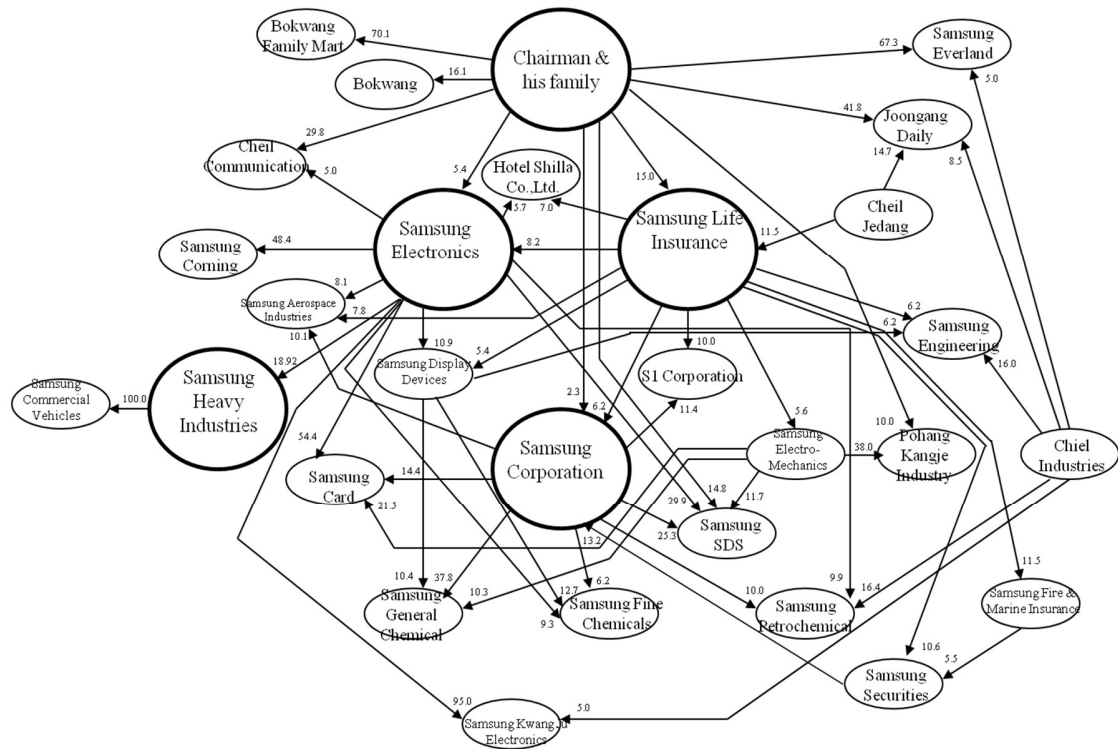 Bokwang
Family Mart
70.1
Chairman &
his family
67.3
Samsung
Everland
Bokwang
16.1
5.0
41.8
Joongang
Daily
29.8
Cheil
Communication
5.0
5.4
Hotel Shilla
Co.,Ltd.
15.0
14.7
8.5
5.7
7.0
Cheil
Jedang
Samsung
Electronics
Samsung Life
Insurance
11.5
Samsung
Corning
48.4
8.2
8.1
Samsung Aerospace
Industries
7.8
10.1
6.2
6.2
Samsung
Engineering
18.92
10.9
5.4
10.0
16.0
Samsung Display
Devices
S1 Corporation
Samsung
Commercial
Vehicles
100.0
Samsung
Heavy
Industries
2.3
6.2
11.4
5.6
10.0
Samsung
Electro-
Mechanics
38.0
Pohang
Kangje
Industry
Chiel
Industries
54.4
Samsung
Corporation
Samsung
Card
14.4
21.5
29.9
14.8
11.7
Samsung
SDS
13.2
25.3
10.4
37.8
10.3
12.7
6.2
10.0
9.9
16.4
11.5
Samsung
General
Chemical
9.3
Samsung Fine
Chemicals
Samsung
Petrochemical
Samsung Fire &
Marine Insurance
10.6
5.5
Samsung
Securities
95.0
5.0
Samsung Kwang Ju
Electronics